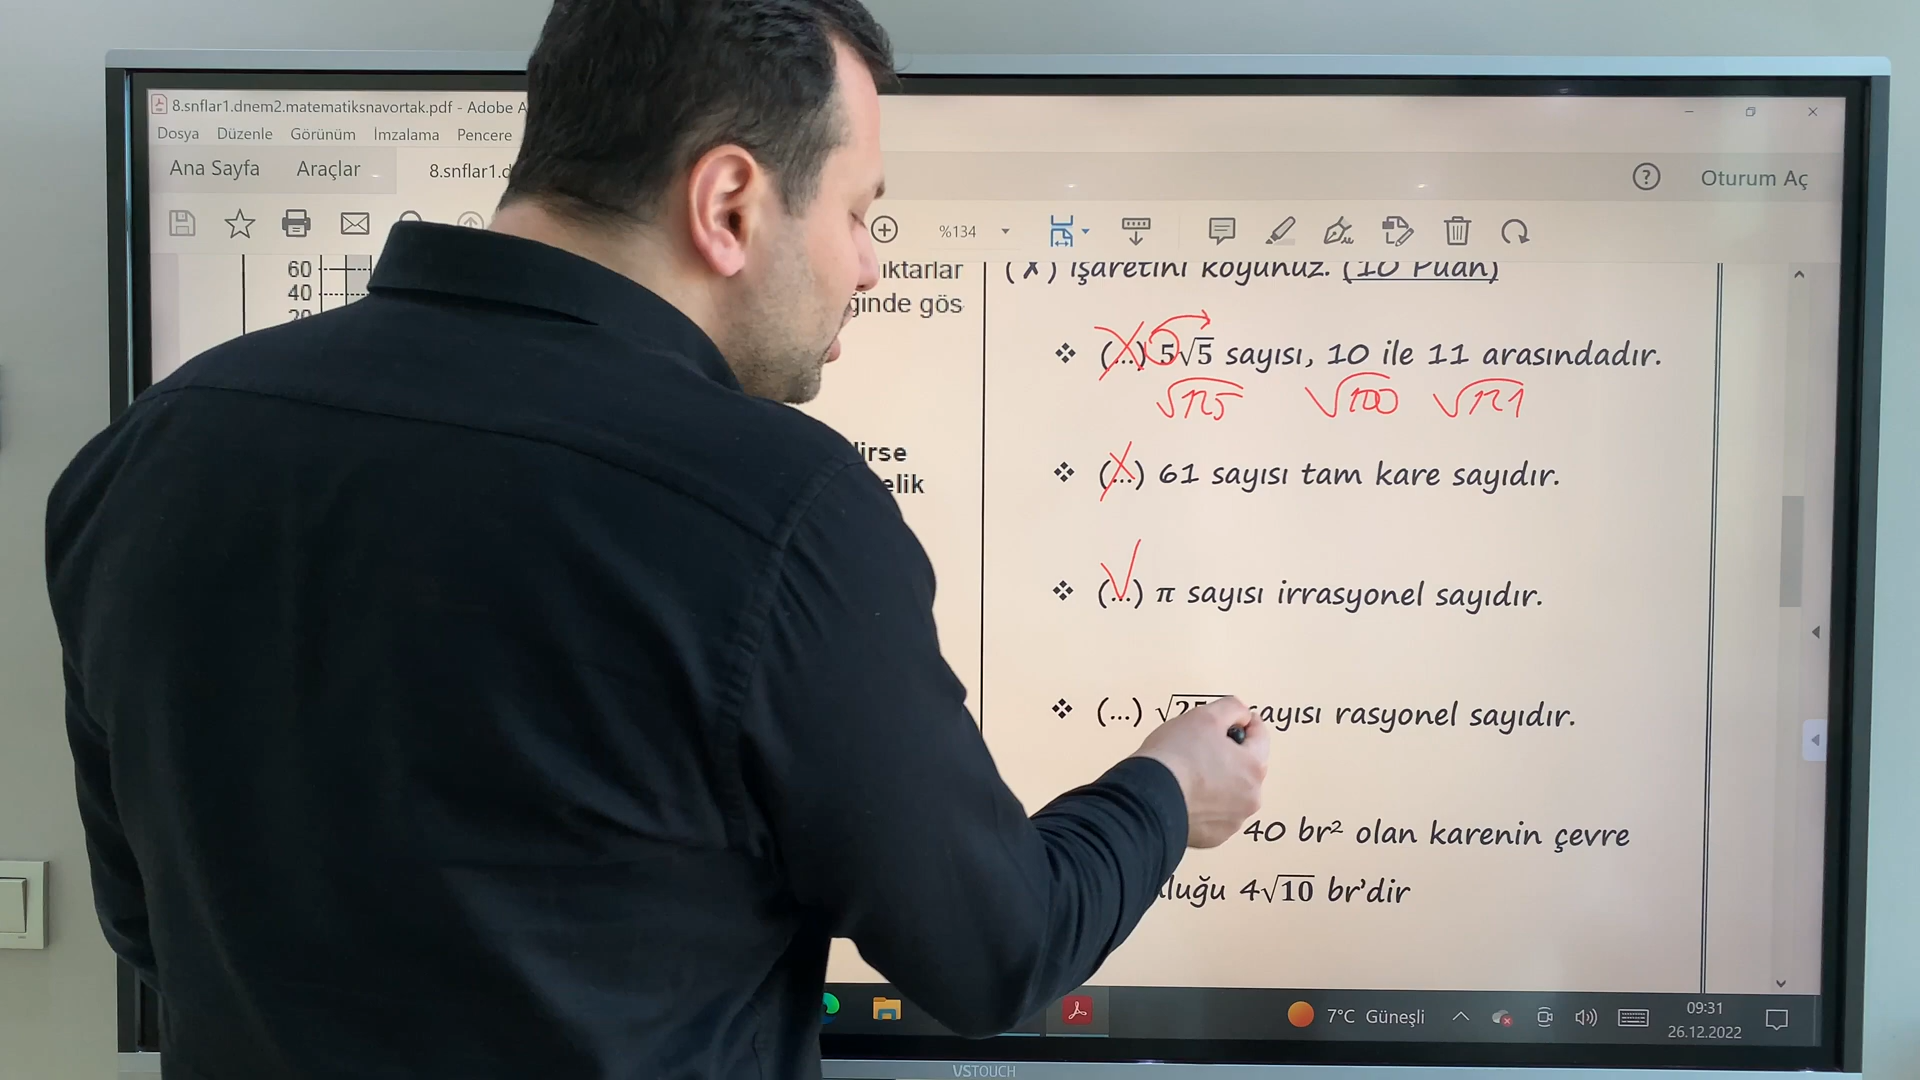 8.snflar1.dnem2.matematiksnavortak.pdf - Adobe A
Dosya Düzenle Görünüm İmzalama Pencere
Ana Sayfa Araçlar 8.snflar1.d
Oturum Aç
%134
60
40
20
ıktarlar
ğinde gös
irse
elik
(✗) işaretini koyunuz. (10 Puan)
❖ (...) 5√5 sayısı, 10 ile 11 arasındadır.
√125 √100 √121
❖ (...) 61 sayısı tam kare sayıdır.
❖ (...) π sayısı irrasyonel sayıdır.
❖ (...) sayısı rasyonel sayıdır.
40 br² olan karenin çevre
luğu 4√10 br'dir
7°C Güneşli
09:31
26.12.2022
VSTOUCH